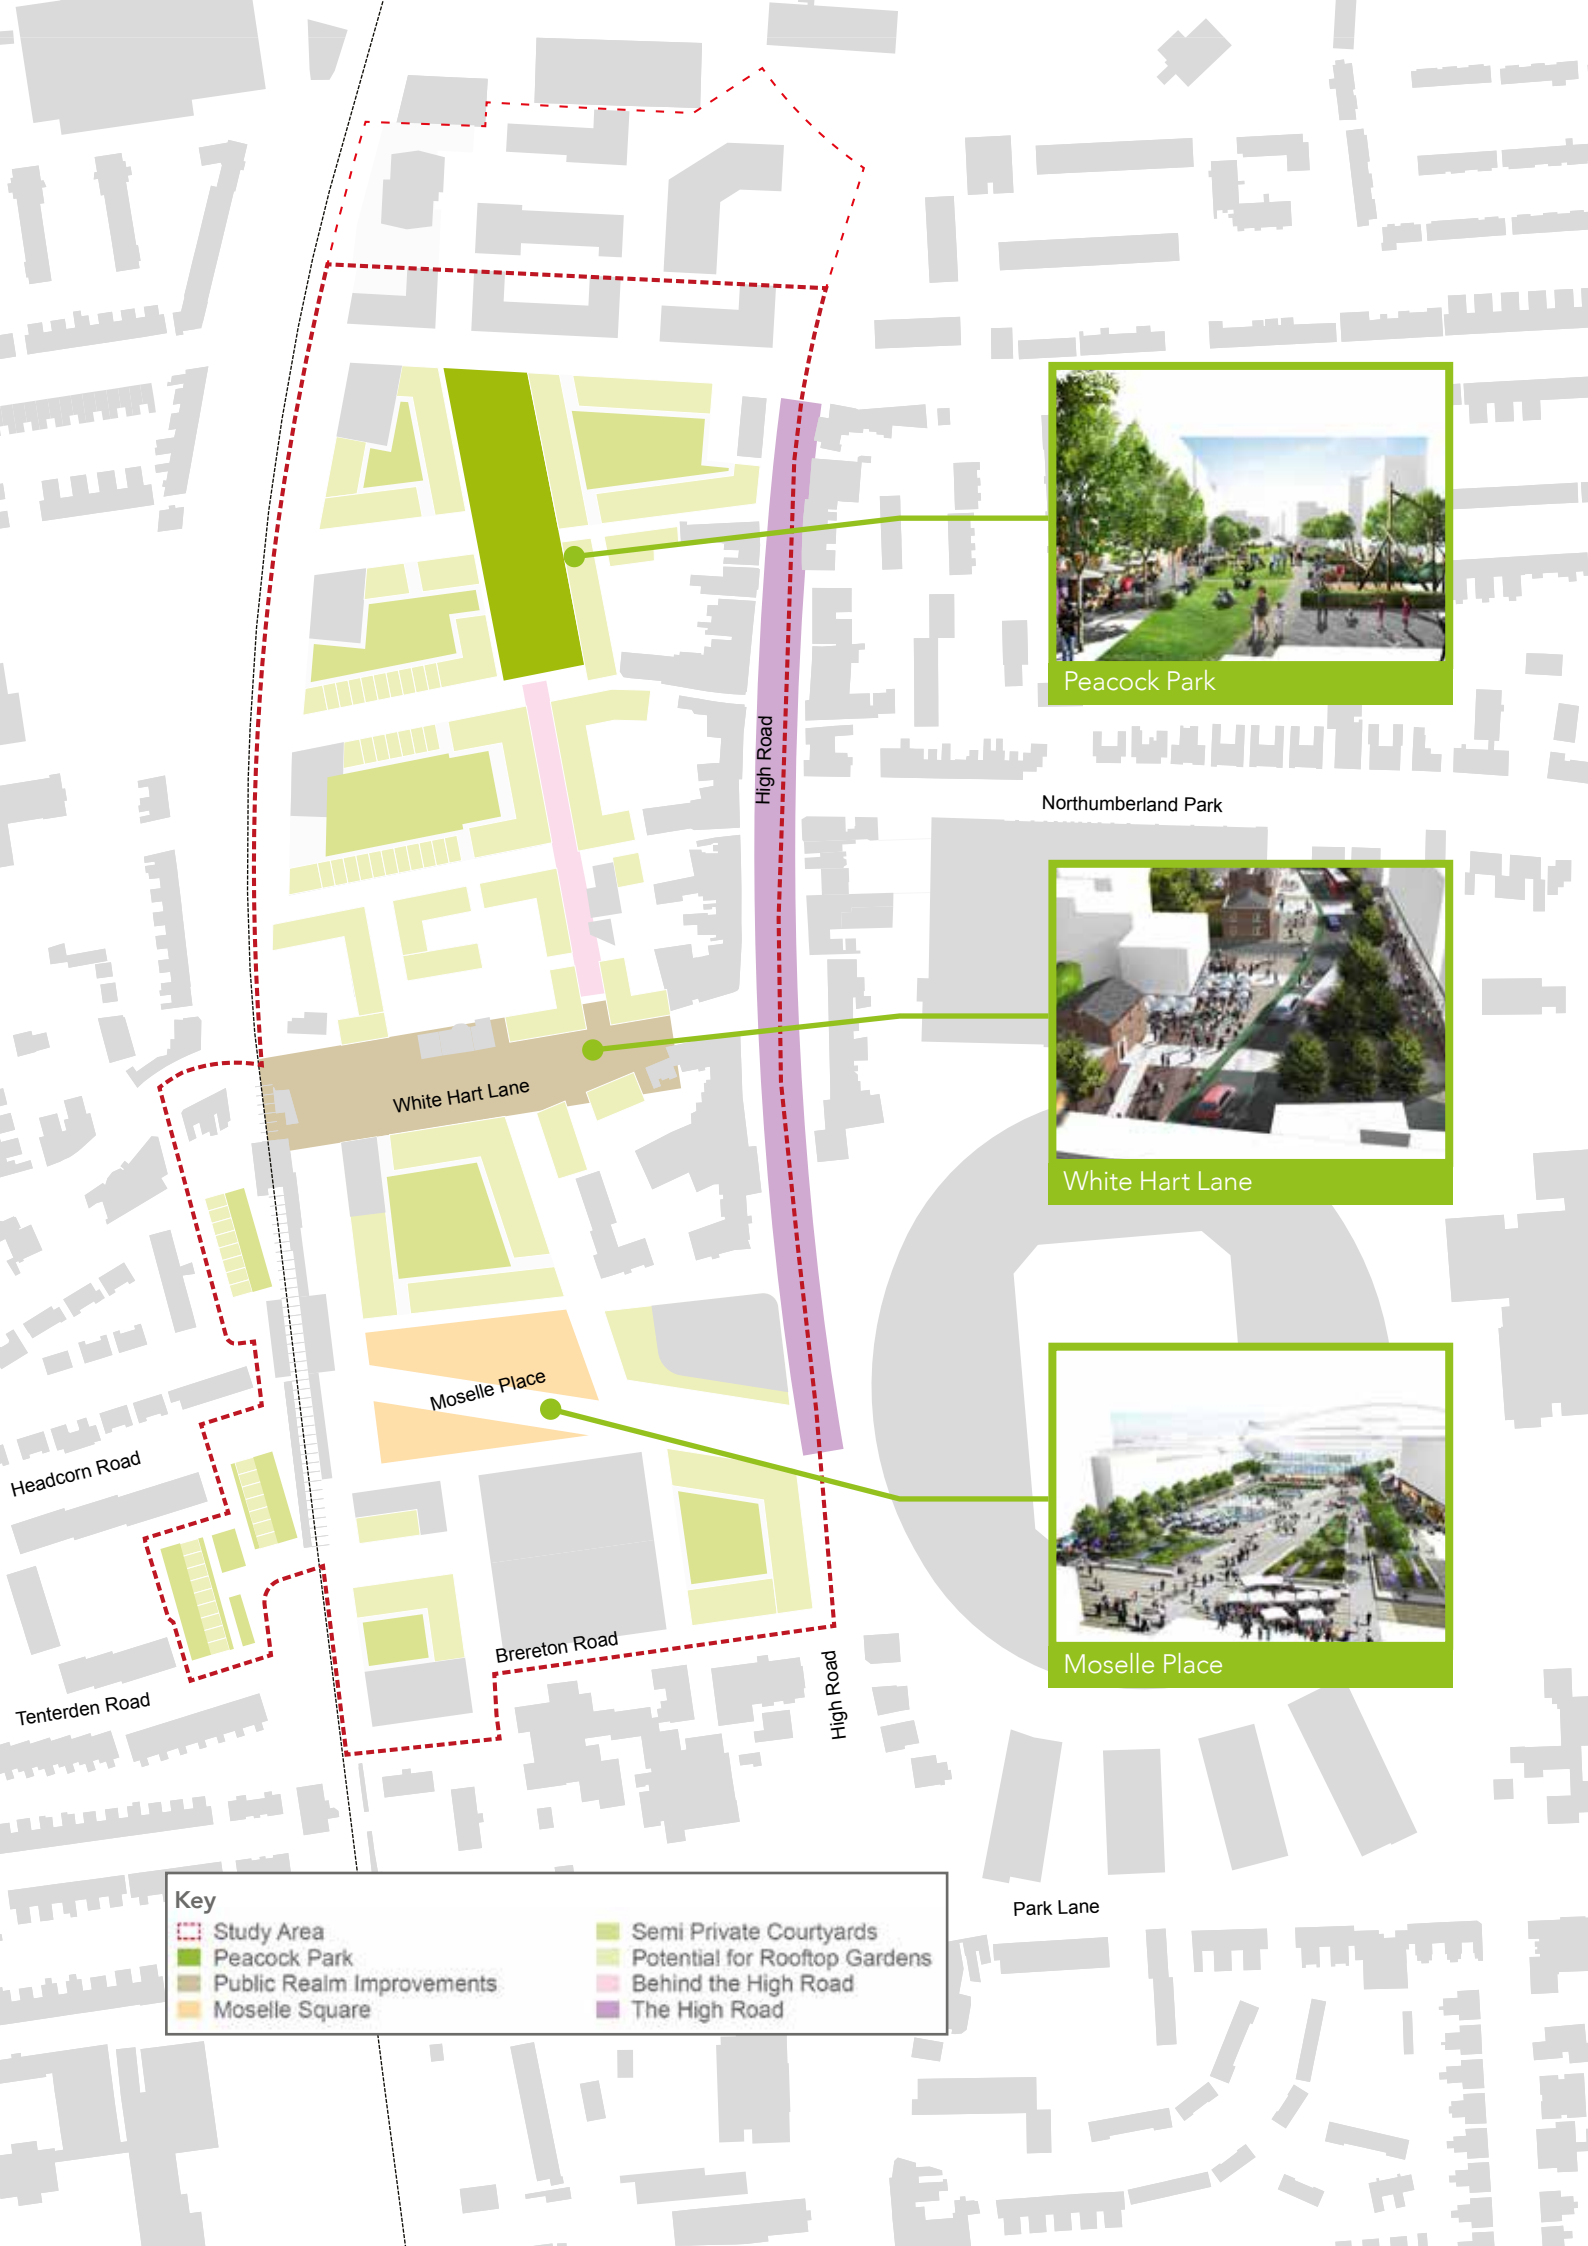 Peacock Park
High Road
Northumberland Park
White Hart Lane
White Hart Lane
Moselle Place
Headcorn Road
Brereton Road
High Road
Moselle Place
Tenterden Road
Park Lane
Key
Study Area
Peacock Park
Public Realm Improvements
Moselle Square
Semi Private Courtyards
Potential for Rooftop Gardens
Behind the High Road
The High Road